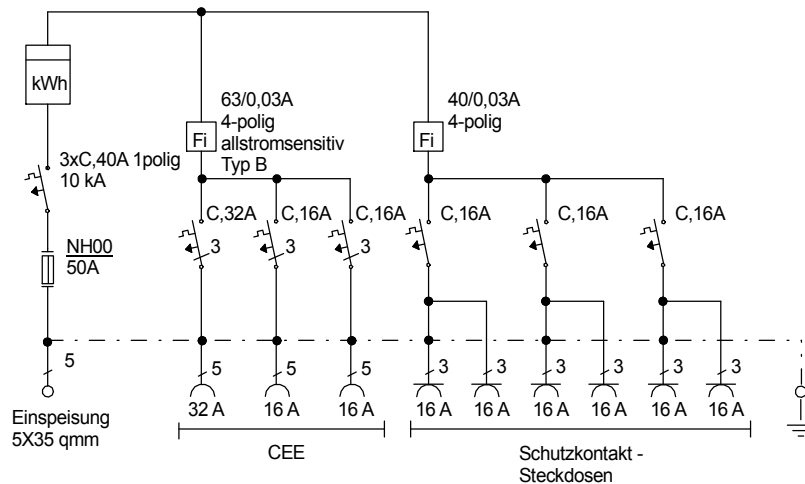 kWh
3xC,40A 1polig
10 kA
NH00
50A
5
Einspeisung
5X35 qmm
63/0,03A
4-polig
allstromsensitiv
Typ B
Fi
C,32A
C,16A
C,16A
3
3
3
5
5
5
32 A
16 A
16 A
CEE
40/0,03A
4-polig
Fi
C,16A
C,16A
C,16A
3
3
3
3
3
3
16 A
16 A
16 A
16 A
16 A
16 A
Schutzkontakt -
Steckdosen